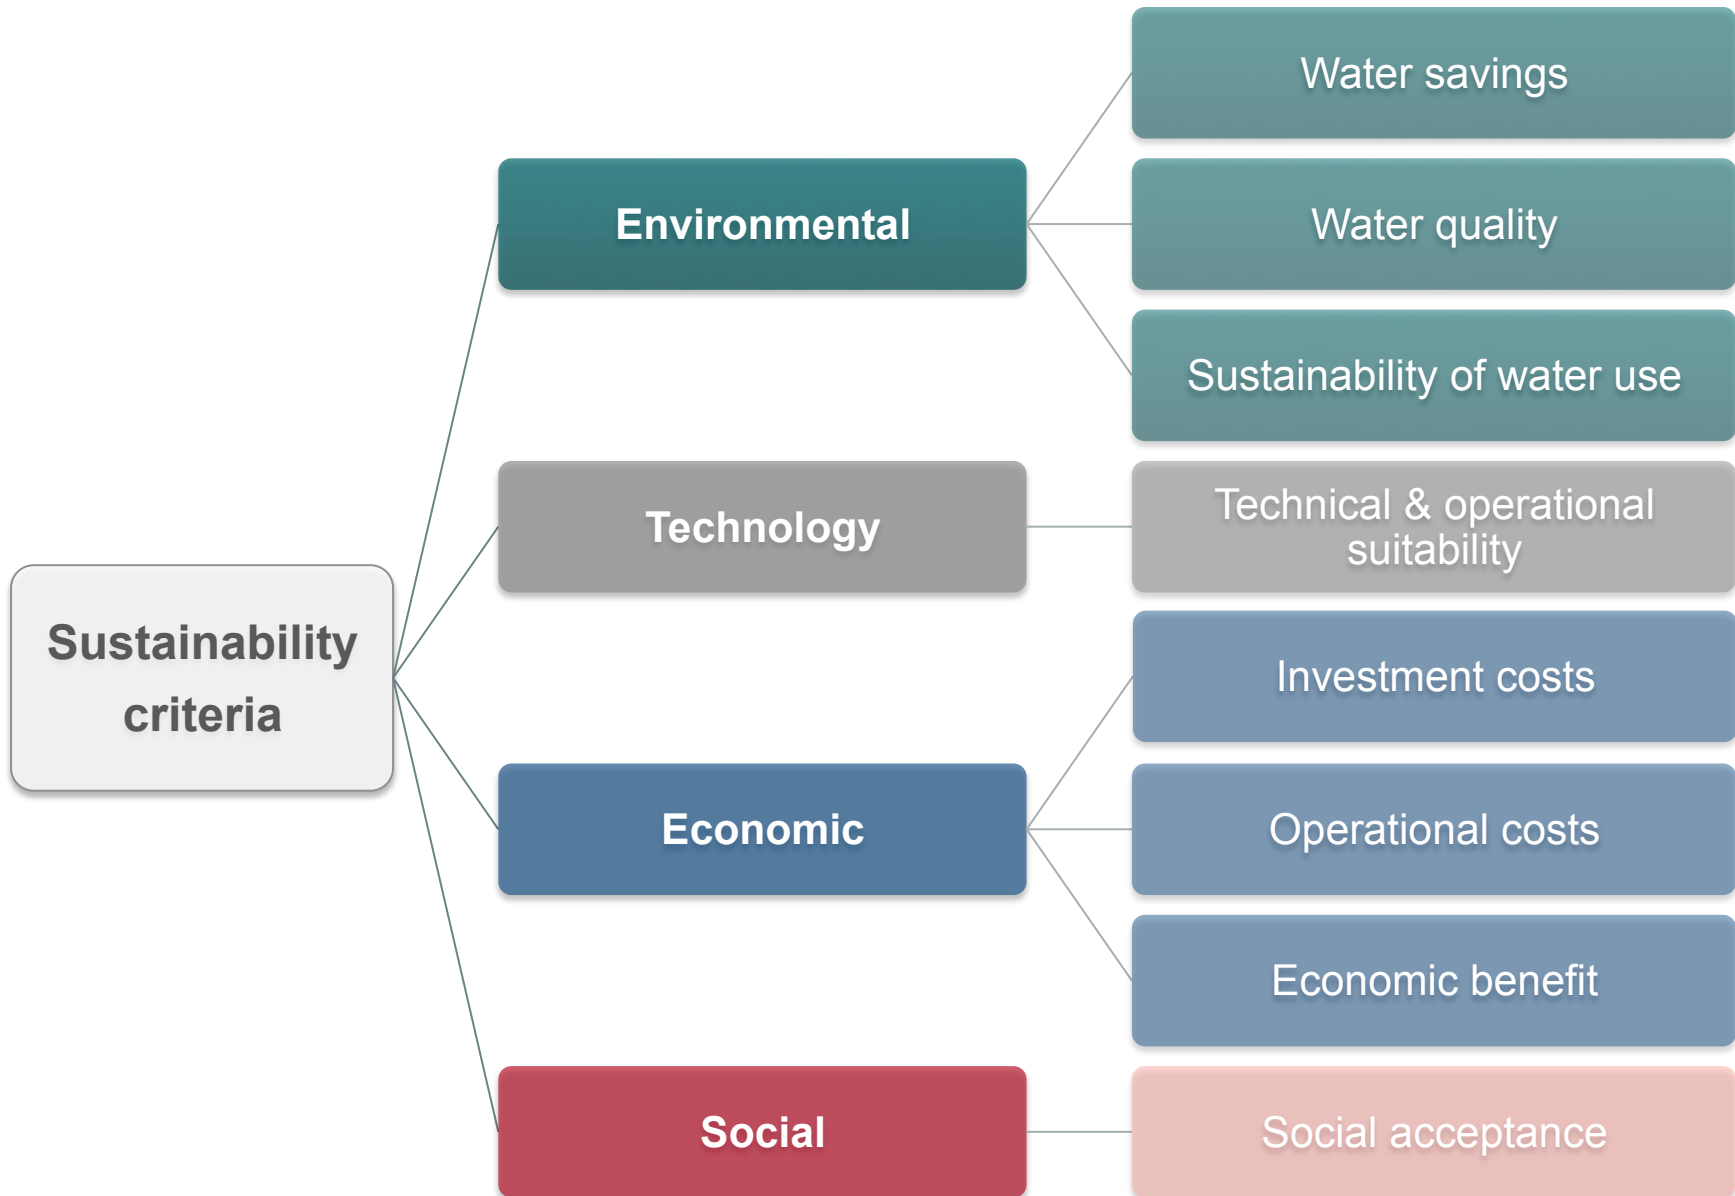 Water savings
Environmental
Water quality
Sustainability of water use
Technology
Technical & operational
suitability
Sustainability
criteria
Investment costs
Economic
Operational costs
Economic benefit
Social
Social acceptance